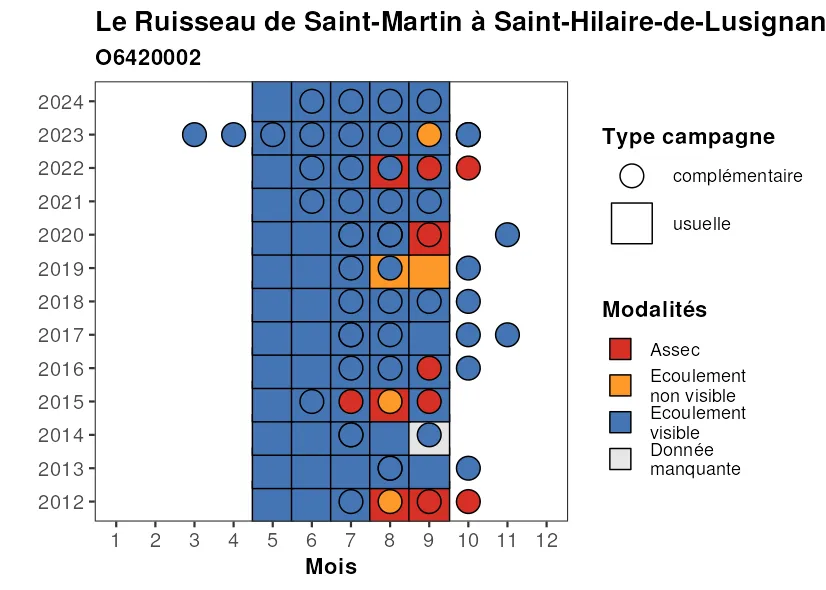 Le Ruisseau de Saint-Martin à Saint-Hilaire-de-Lusignan
O6420002
2024
2023
2022
2021
2020
2019
2018
2017
2016
2015
2014
2013
2012
1 2 3 4 5 6 7 8 9 10 11 12
Mois
Type campagne
complémentaire
usuelle
Modalités
Assec
Ecoulement
non visible
Ecoulement
visible
Donnée
manquante